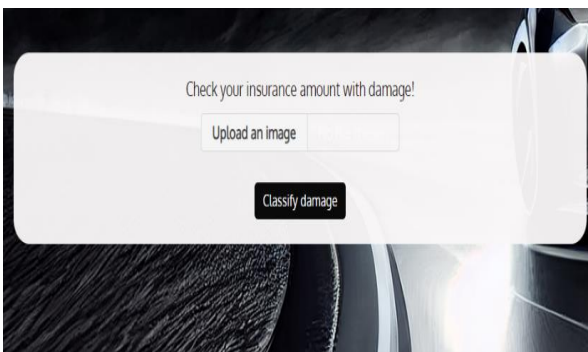 Check your insurance amount with damage!
Upload an image
Classify damage